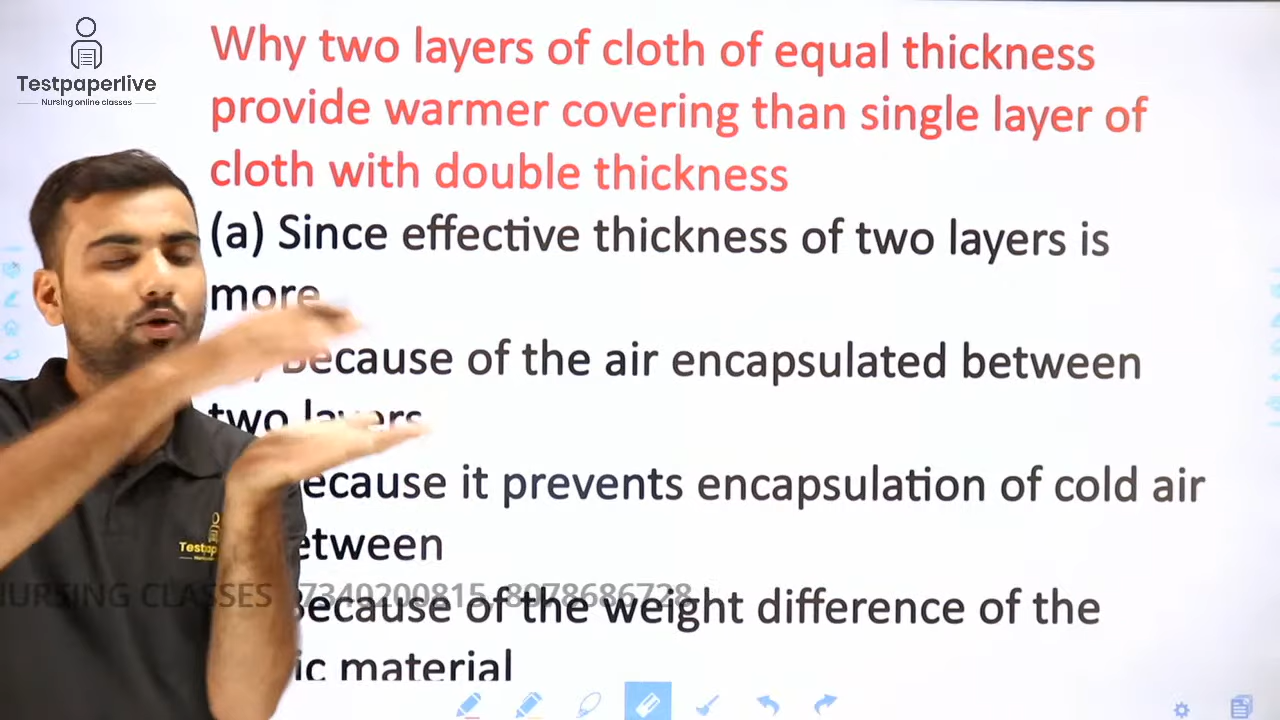 Testpaperlive
Nursing online classes
Why two layers of cloth of equal thickness
provide warmer covering than single layer of
cloth with double thickness
(a) Since effective thickness of two layers is
more
Because of the air encapsulated between
two layers
ecause it prevents encapsulation of cold air
etween
NURSING CLASSES 7340200815, 8078686728
Because of the weight difference of the
ic material